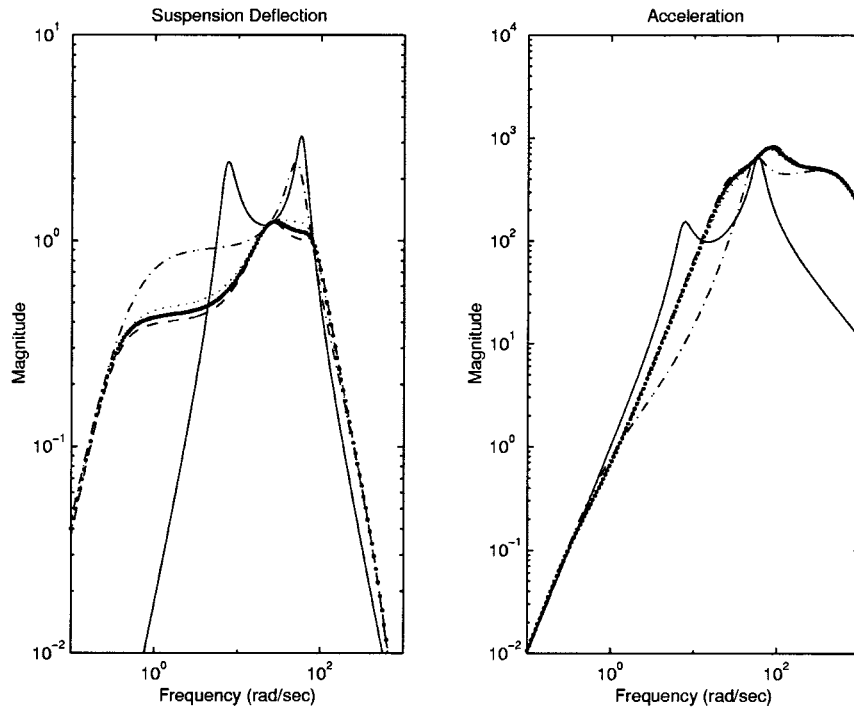 Suspension Deflection
10^1
10^0
10^-1
10^-2
Magnitude
10^0
10^2
Frequency (rad/sec)
Acceleration
10^4
10^3
10^2
10^1
10^0
10^-1
10^-2
Magnitude
10^0
10^2
Frequency (rad/sec)